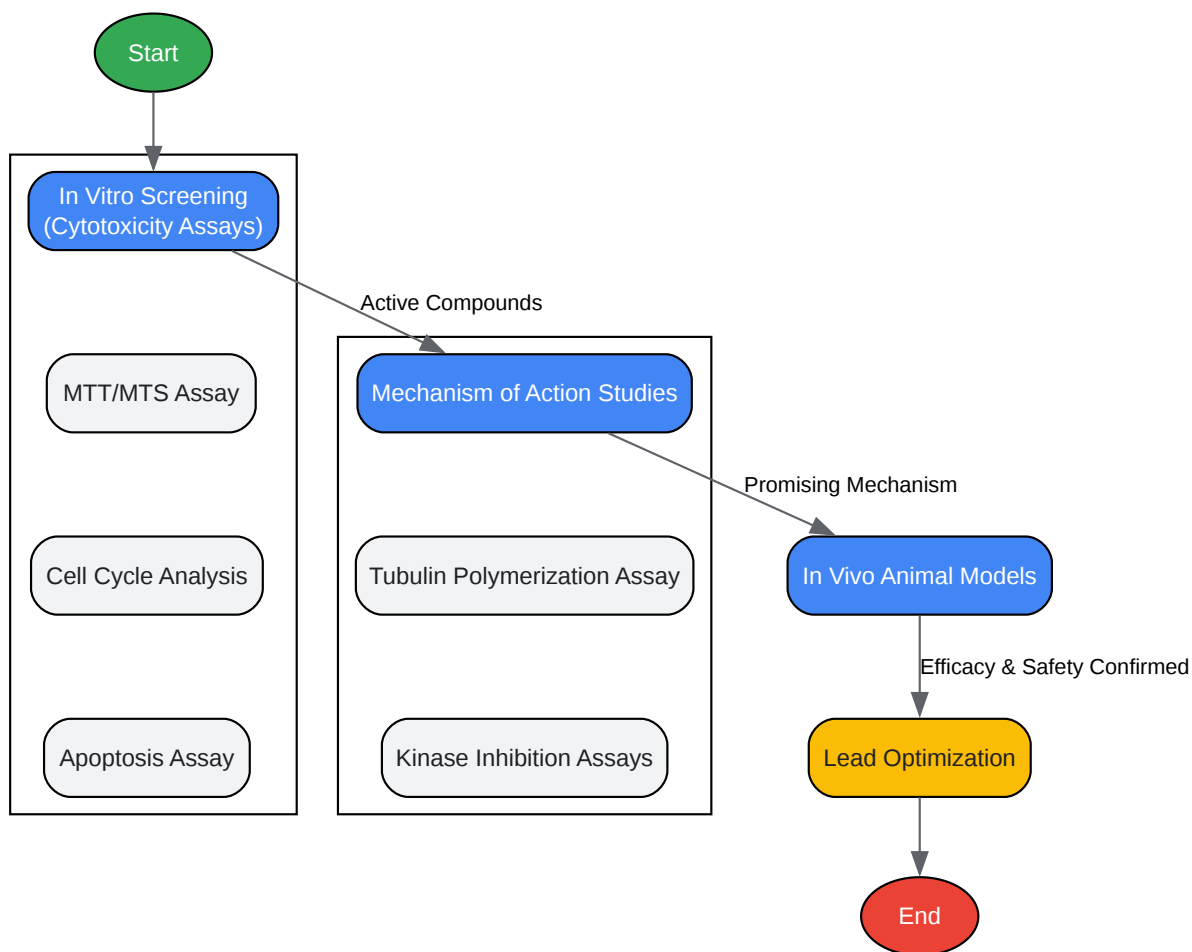 Start
In Vitro Screening
(Cytotoxicity Assays)
Active Compounds
MTT/MTS Assay
Mechanism of Action Studies
Promising Mechanism
Cell Cycle Analysis
Tubulin Polymerization Assay
In Vivo Animal Models
Efficacy & Safety Confirmed
Apoptosis Assay
Kinase Inhibition Assays
Lead Optimization
End